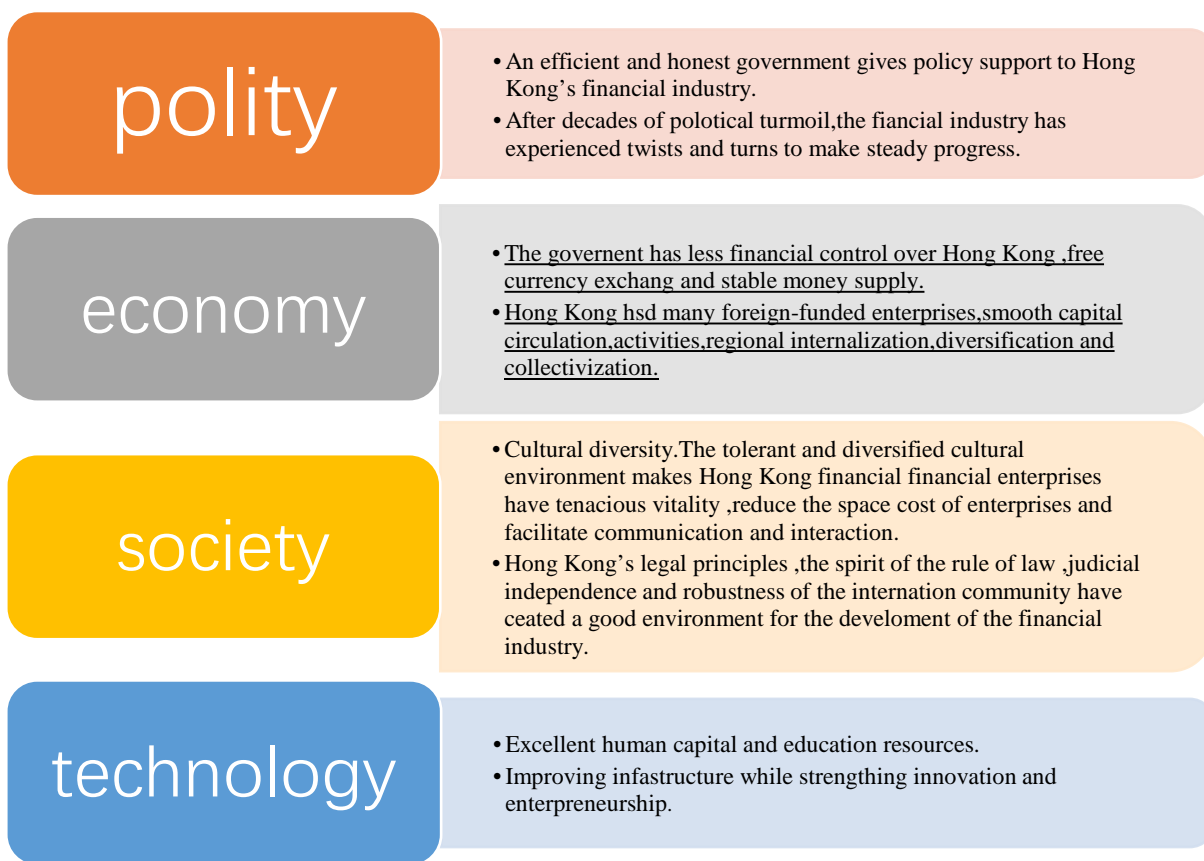 polity
• An efficient and honest government gives policy support to Hong
Kong's financial industry.
• After decades of polotical turmoil,the fiancial industry has
experienced twists and turns to make steady progress.
economy
• The governent has less financial control over Hong Kong ,free
currency exchang and stable money supply.
• Hong Kong hsd many foreign-funded enterprises,smooth capital
circulation,activities,regional internalization,diversification and
collectivization.
society
• Cultural diversity.The tolerant and diversified cultural
environment makes Hong Kong financial financial enterprises
have tenacious vitality ,reduce the space cost of enterprises and
facilitate communication and interaction.
• Hong Kong's legal principles ,the spirit of the rule of law ,judicial
independence and robustness of the internation community have
ceated a good environment for the develoment of the financial
industry.
technology
• Excellent human capital and education resources.
• Improving infastructure while strengthing innovation and
enterpreneurship.